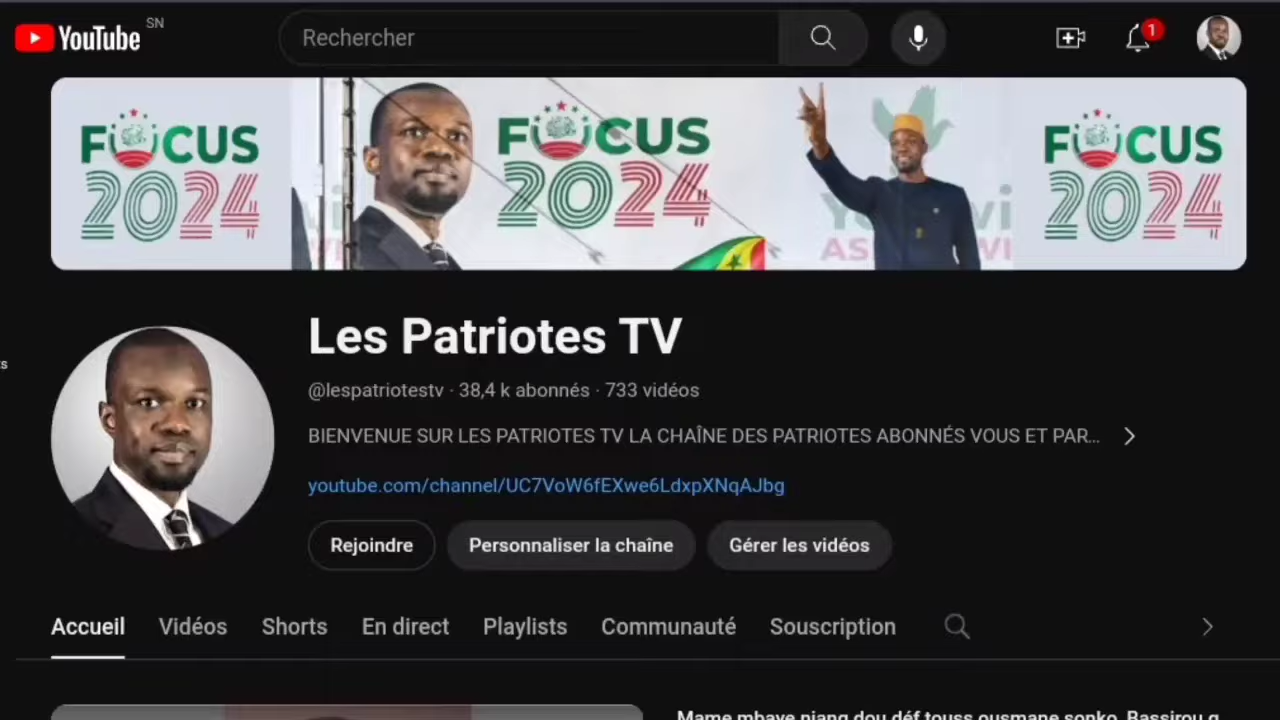 YouTube SN
Rechercher
1
FOCUS
2024
FOCUS
2024
FOCUS
2024
Les Patriotes TV
@lespatriotestv · 38,4 k abonnés · 733 vidéos
BIENVENUE SUR LES PATRIOTES TV LA CHAÎNE DES PATRIOTES ABONNÉS VOUS ET PAR...
youtube.com/channel/UC7VoW6fEXwe6LdxpXNqAJbg
Rejoindre Personnaliser la chaîne Gérer les vidéos
Accueil Vidéos Shorts En direct Playlists Communauté Souscription
Mame mbaye niang dou déf touss ousmane sonko, Bassirou